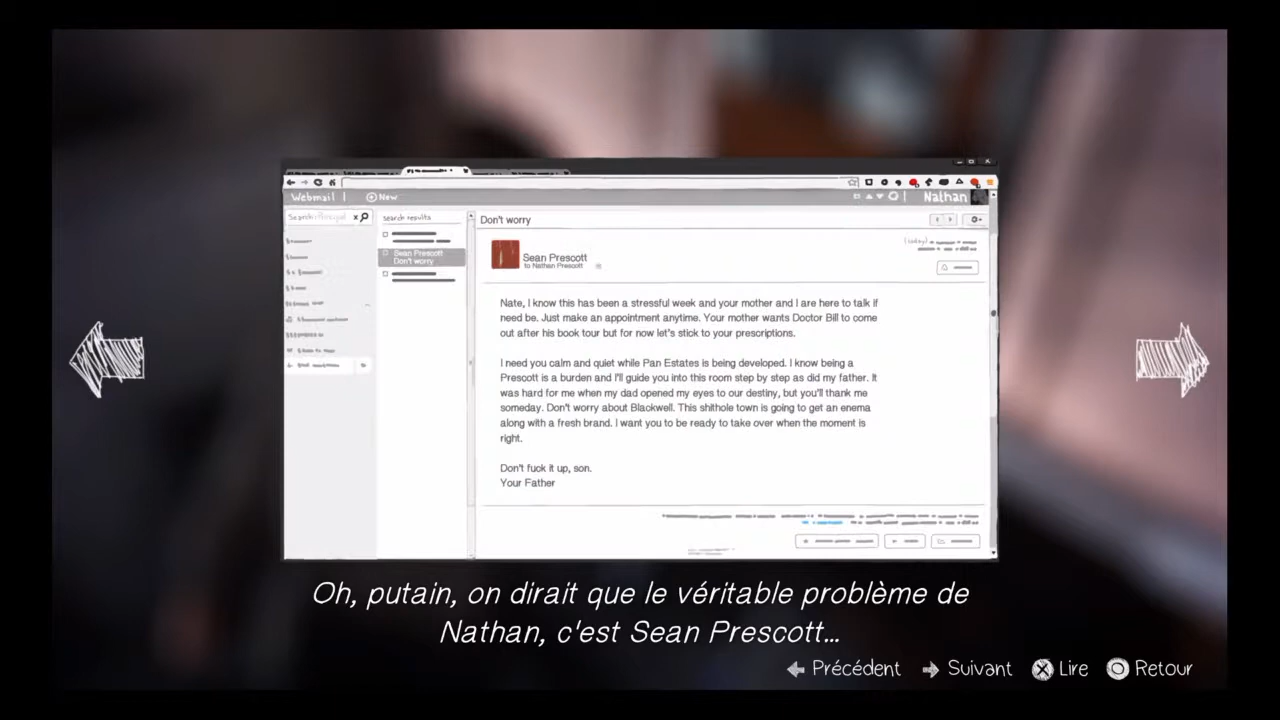 Webmail | New
Nathan
Search
search results
Don't worry
Sean Prescott
Don't worry
Sean Prescott
to Nathan Prescott
(today)
Nate, I know this has been a stressful week and your mother and I are here to talk if
need be. Just make an appointment anytime. Your mother wants Doctor Bill to come
out after his book tour but for now let's stick to your prescriptions.
I need you calm and quiet while Pan Estates is being developed. I know being a
Prescott is a burden and I'll guide you into this room step by step as did my father. It
was hard for me when my dad opened my eyes to our destiny, but you'll thank me
someday. Don't worry about Blackwell. This shithole town is going to get an enema
along with a fresh brand. I want you to be ready to take over when the moment is
right.
Don't fuck it up, son.
Your Father
Oh, putain, on dirait que le véritable problème de
Nathan, c'est Sean Prescott...
Précédent Suivant Lire Retour